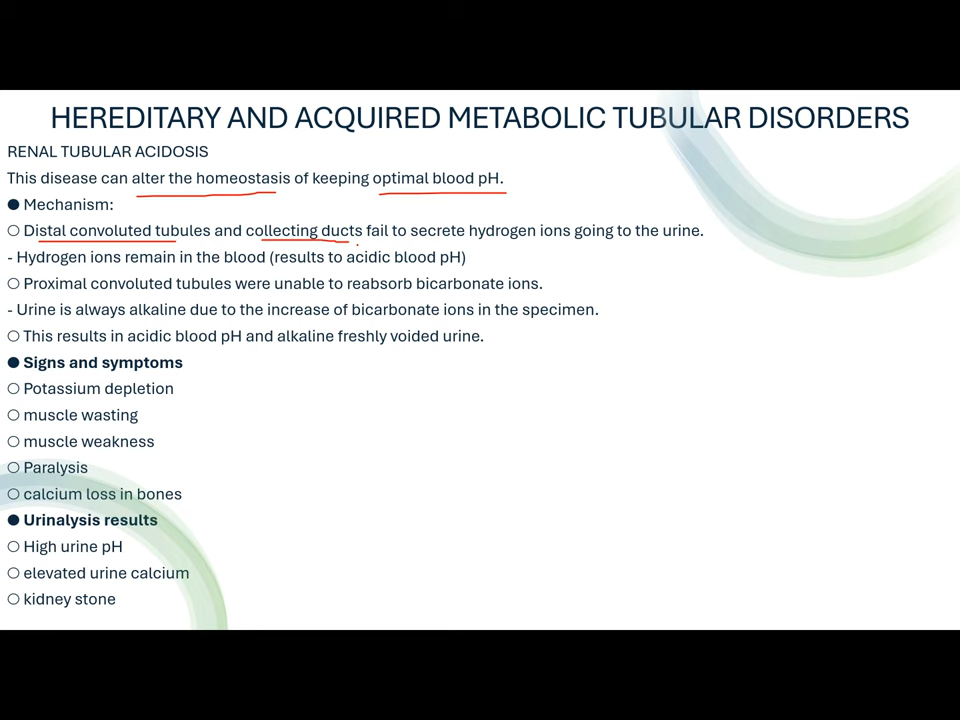 HEREDITARY AND ACQUIRED METABOLIC TUBULAR DISORDERS
RENAL TUBULAR ACIDOSIS
This disease can alter the homeostasis of keeping optimal blood pH.
● Mechanism:
○ Distal convoluted tubules and collecting ducts fail to secrete hydrogen ions going to the urine.
- Hydrogen ions remain in the blood (results to acidic blood pH)
○ Proximal convoluted tubules were unable to reabsorb bicarbonate ions.
- Urine is always alkaline due to the increase of bicarbonate ions in the specimen.
○ This results in acidic blood pH and alkaline freshly voided urine.
● Signs and symptoms
○ Potassium depletion
○ muscle wasting
○ muscle weakness
○ Paralysis
○ calcium loss in bones
● Urinalysis results
○ High urine pH
○ elevated urine calcium
○ kidney stone